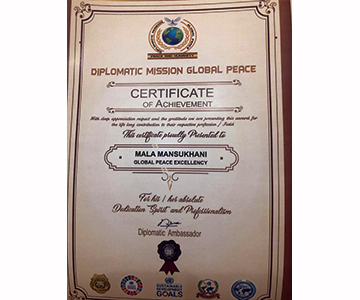 DIPLOMATIC MISSION GLOBAL PEACE
CERTIFICATE
OF ACHIEVEMENT
With deep appreciation respect and the gratitude we are presenting this award for
the life long contribution to their respective profession / field
This certificate proudly Presented to
MALA MANSUKHANI
GLOBAL PEACE EXCELLENCY
For his / her absolute
Dedication Spirit and Professionalism
Diplomatic Ambassador
SUSTAINABLE
DEVELOPMENT
GOALS